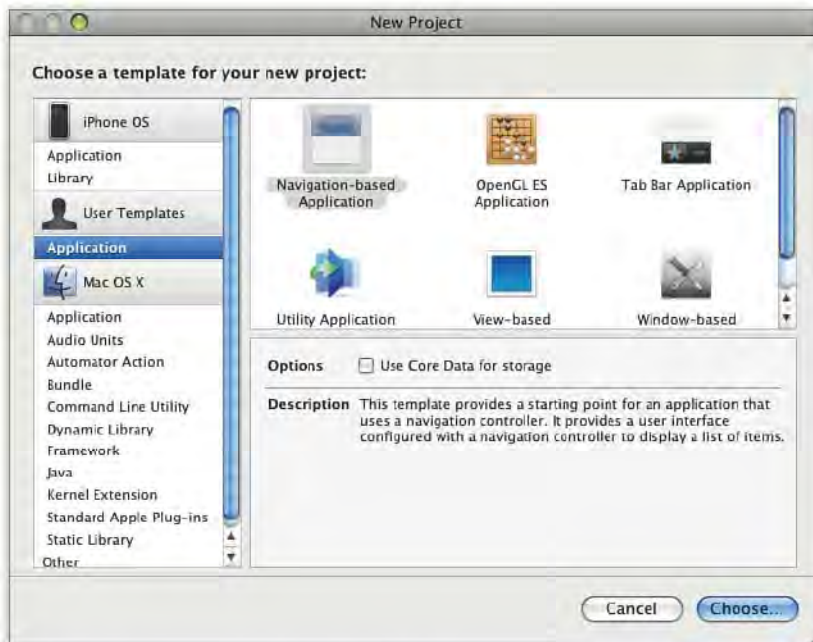 New Project
Choose a template for your new project:
iPhone OS
Application
Library
User Templates
Application
Mac OS X
Application
Audio Units
Automator Action
Bundle
Command Line Utility
Dynamic Library
Framework
Java
Kernel Extension
Standard Apple Plug-ins
Static Library
Other
Navigation-based
Application
OpenGL ES
Application
Tab Bar Application
Utility Application
View-based
Window-based
Options Use Core Data for storage
Description This template provides a starting point for an application that
uses a navigation controller. It provides a user interface
configured with a navigation controller to display a list of items.
Cancel
Choose...